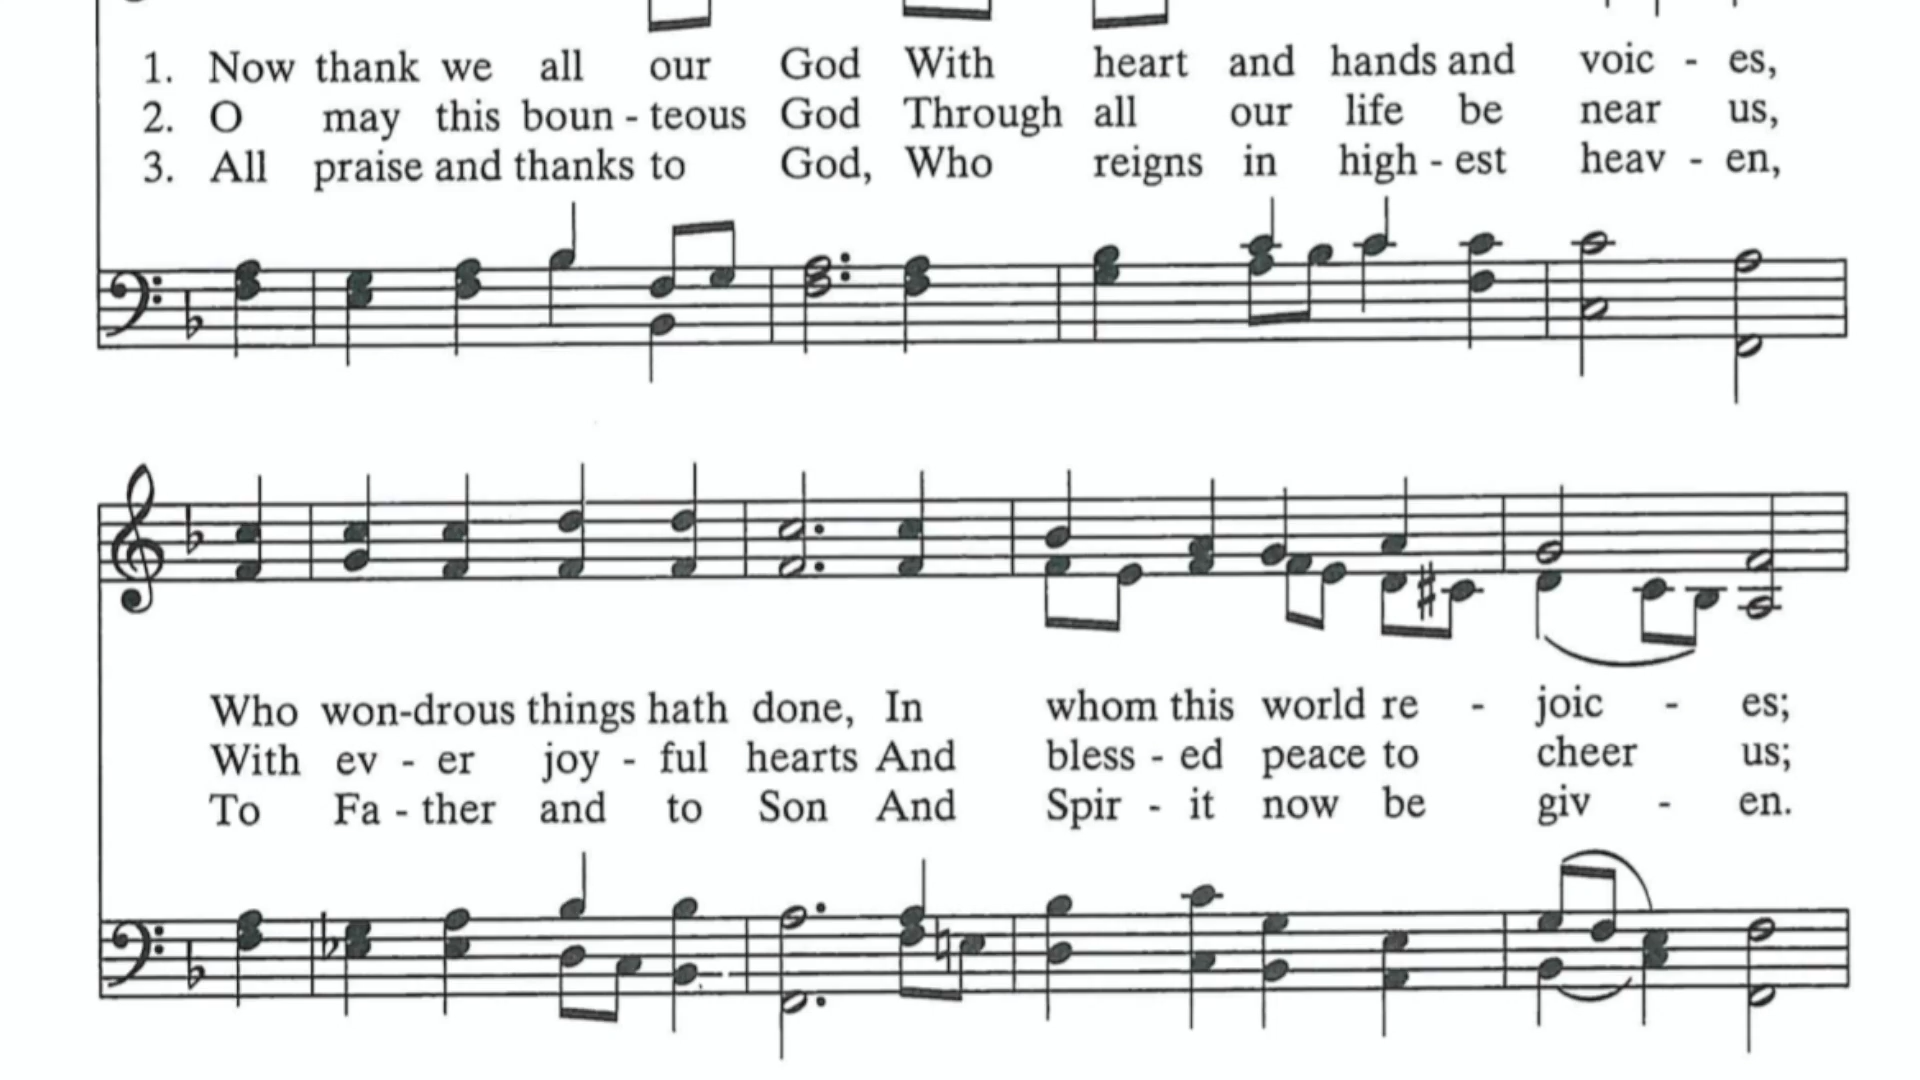 1. Now thank we all our God With heart and hands and voic - es,
2. O may this boun - teous God Through all our life be near us,
3. All praise and thanks to God, Who reigns in high - est heav - en,
Who won-drous things hath done, In whom this world re - joic - es;
With ev - er joy - ful hearts And bless - ed peace to cheer us;
To Fa - ther and to Son And Spir - it now be giv - en.